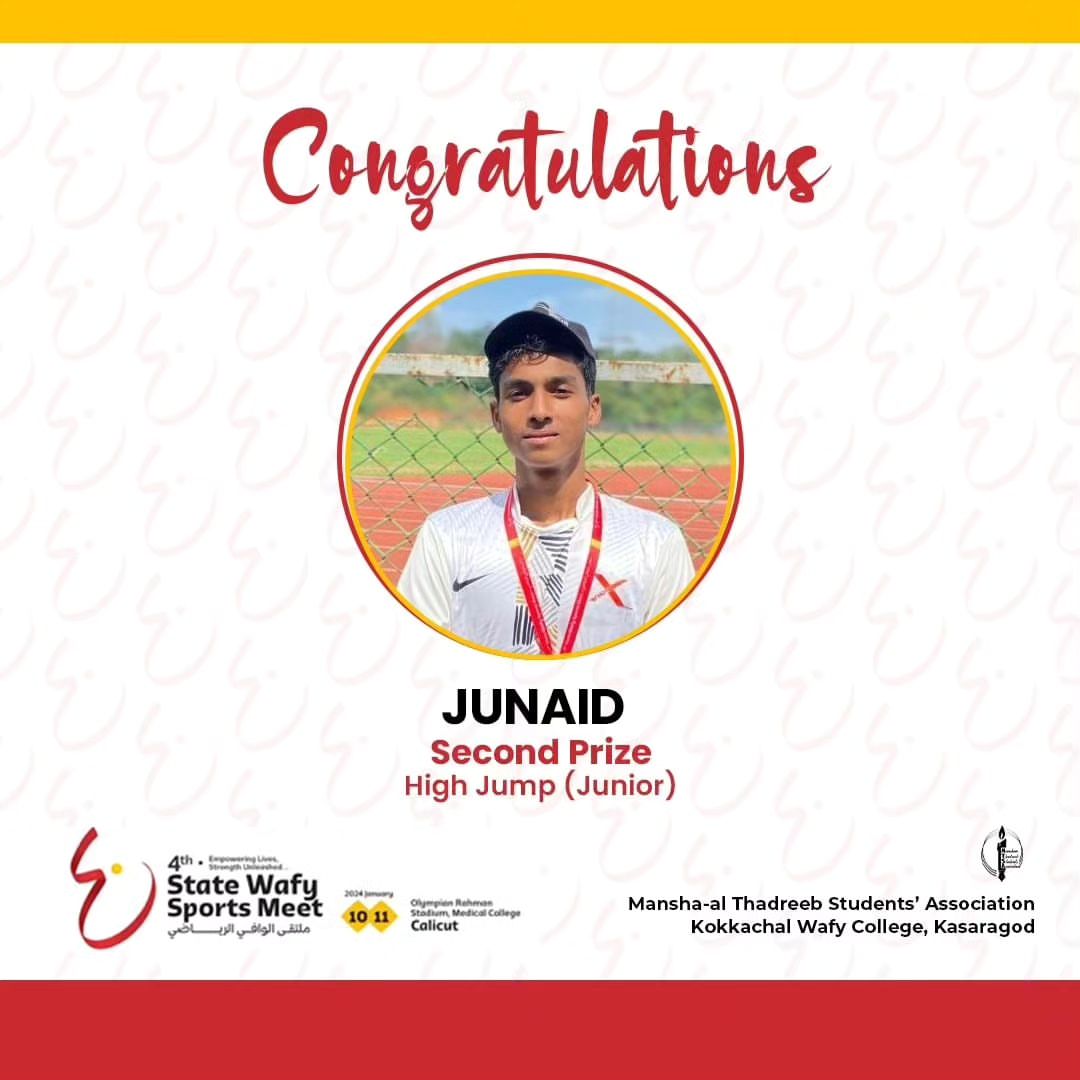 Congratulations
X
JUNAID
Second Prize
High Jump (Junior)
4th • Empowering Lives,
Strength Unleashed...
State Wafy
Sports Meet
ملتقى الوافي الرياضي
2024 January
10 11
Olympian Rahman
Stadium, Medical College
Calicut
Mansha-al Thadreeb Students’ Association
Kokkachal Wafy College, Kasaragod